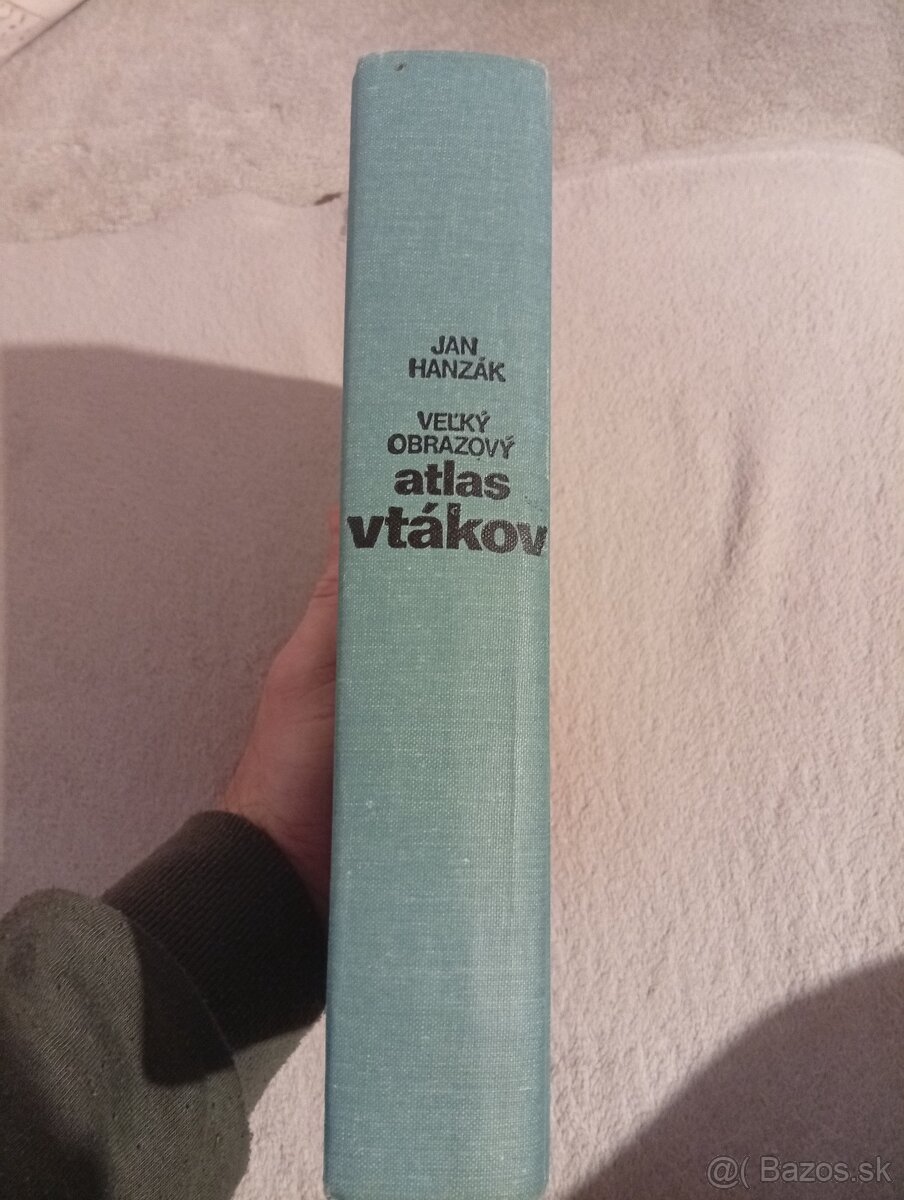 JAN
HANZÁK
VEĽKÝ
OBRAZOVÝ
atlas
vtákov
@( Bazos.sk